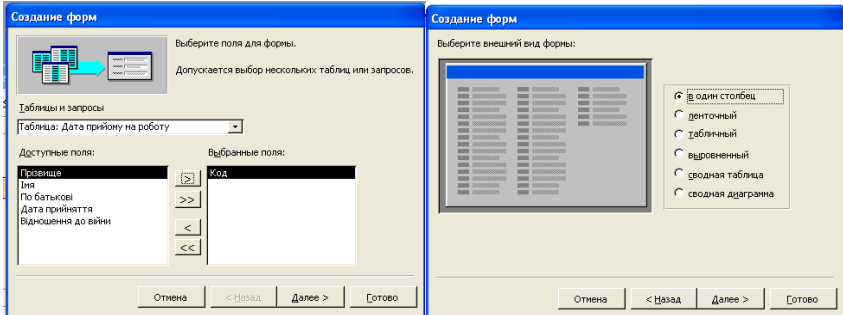 Создание форм
Выберите поля для формы.
Допускается выбор нескольких таблиц или запросов.
Таблицы и запросы
Таблица: Дата прийому на роботу
Доступные поля:
Выбранные поля:
Прізвище
Імя
По батькові
Дата прийняття
Відношення до війни
>
>>
<
<<
Код
Отмена
< Назад
Далее >
Готово
Создание форм
Выберите внешний вид формы:
в один столбец
ленточный
табличный
выровненный
сводная таблица
сводная диаграмма
Отмена
< Назад
Далее >
Готово